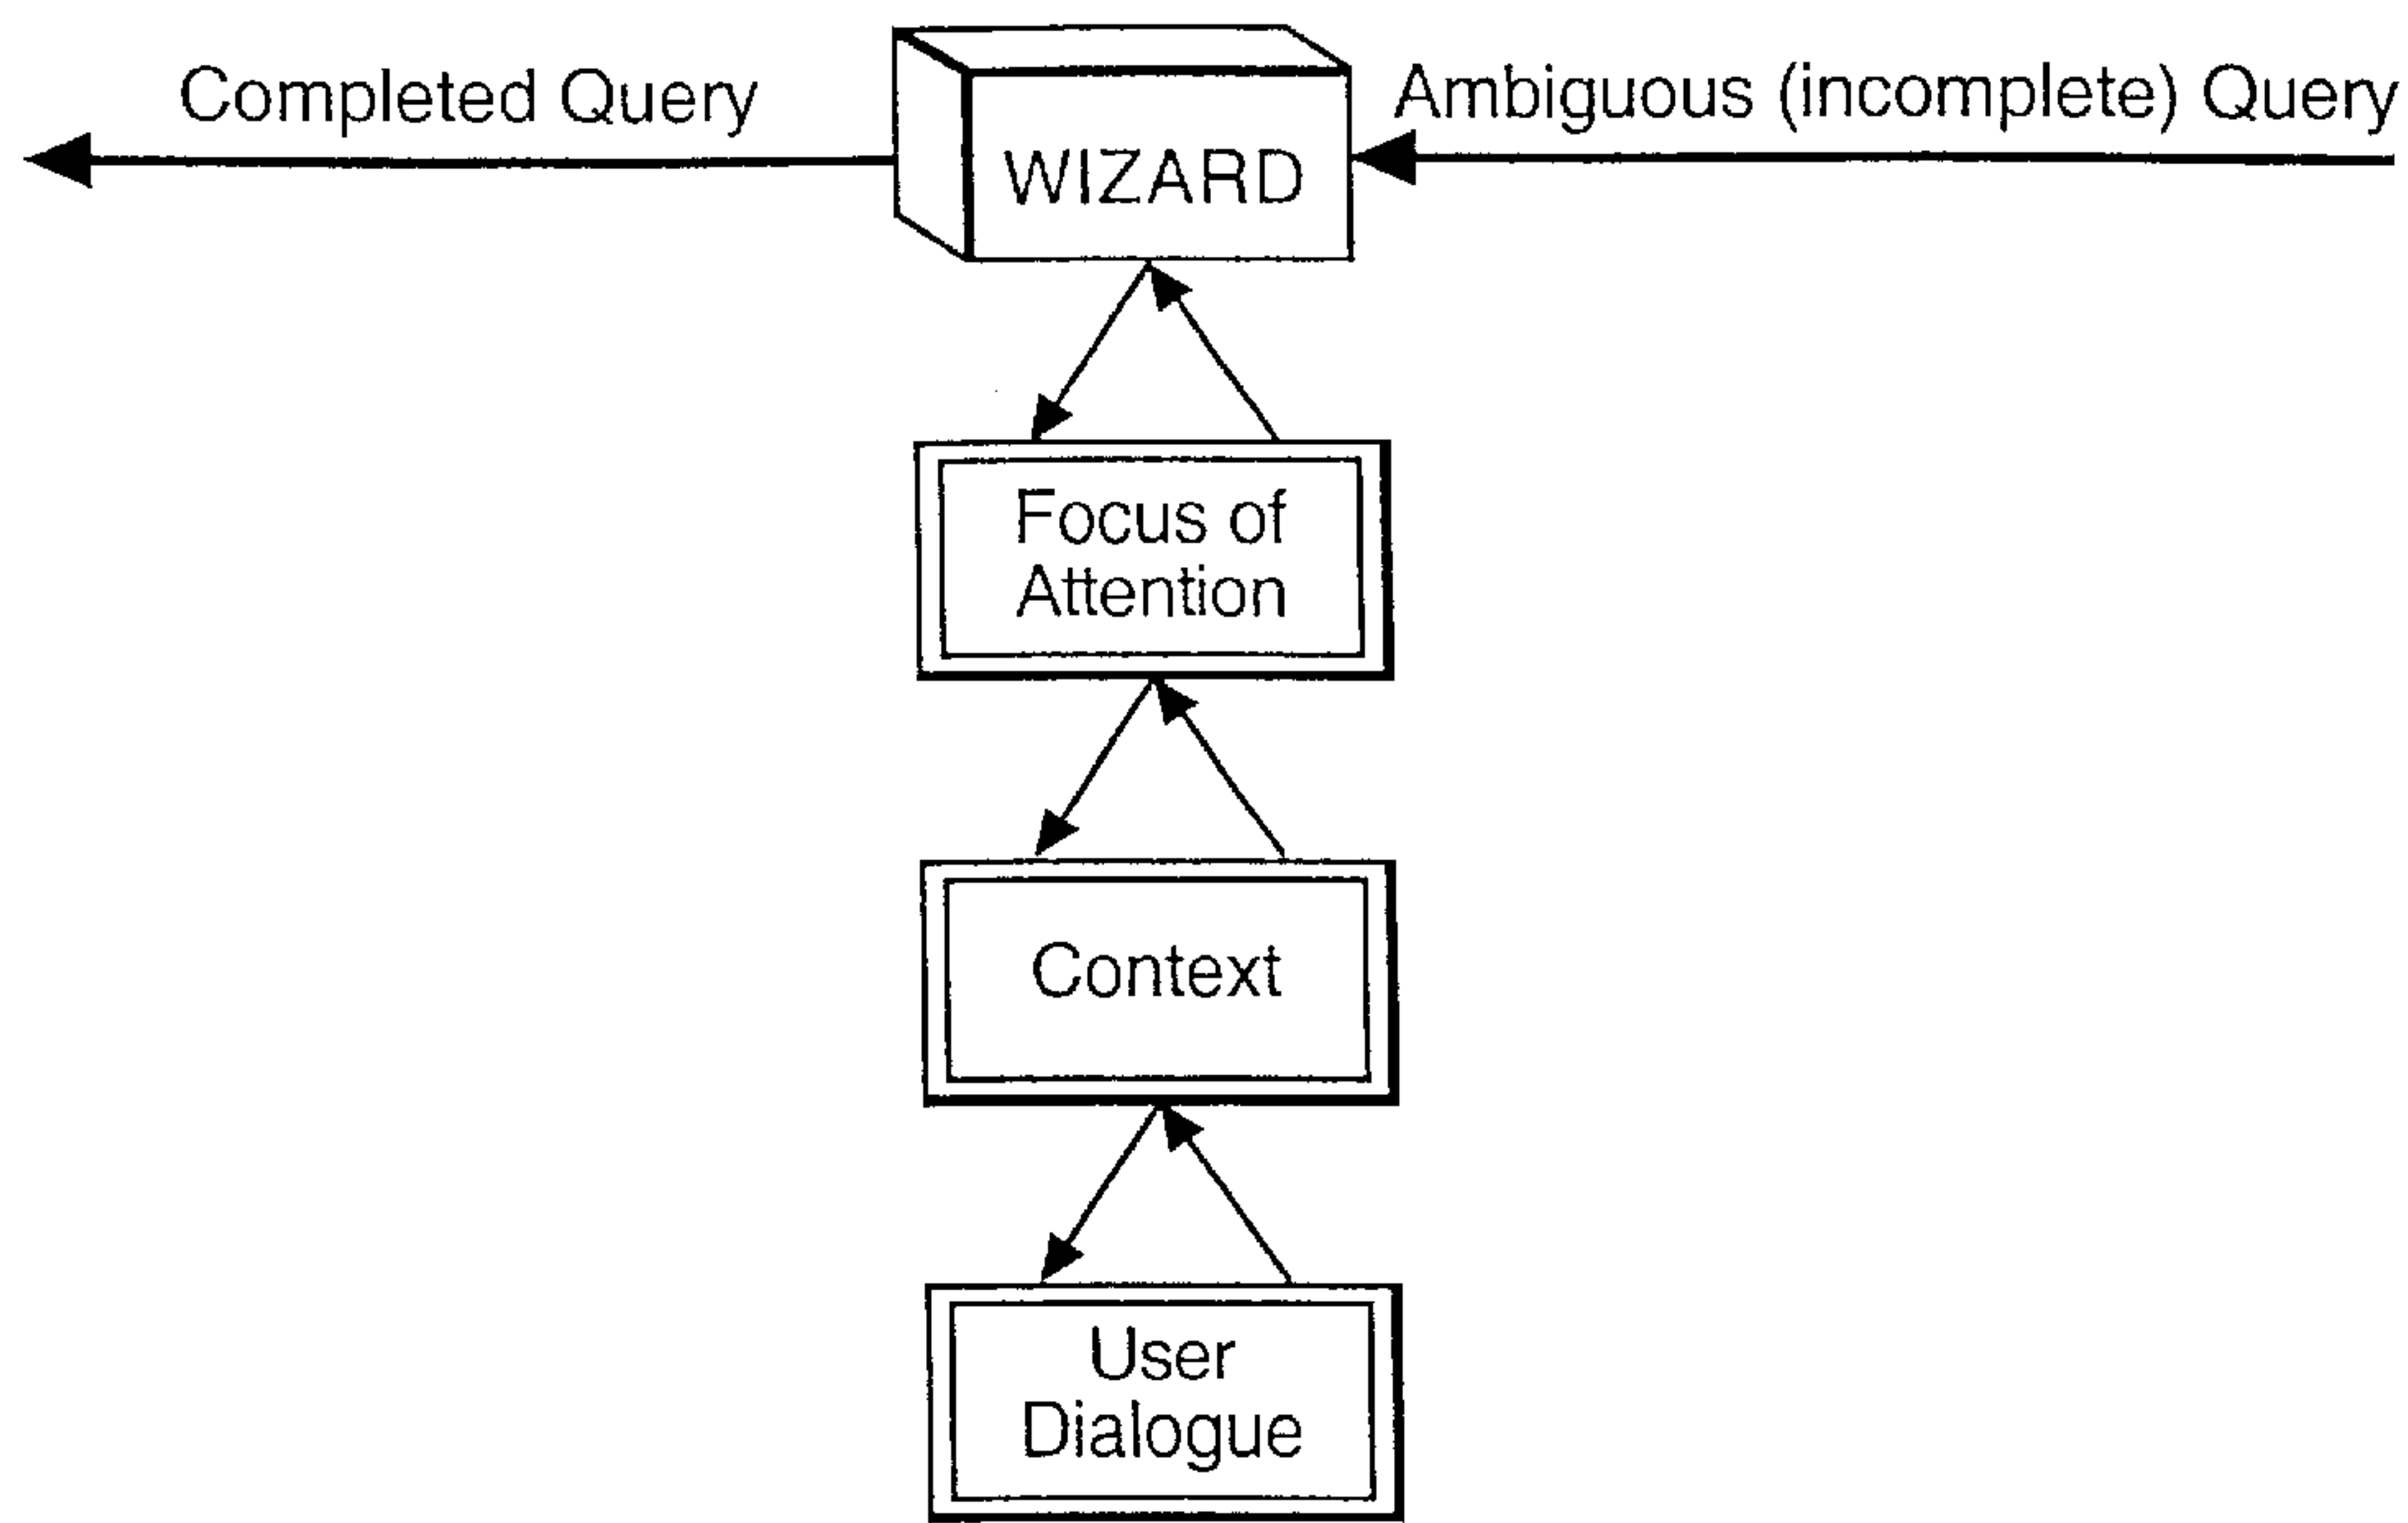 Completed Query
Ambiguous (incomplete) Query
WIZARD
Focus of
Attention
Context
User
Dialogue